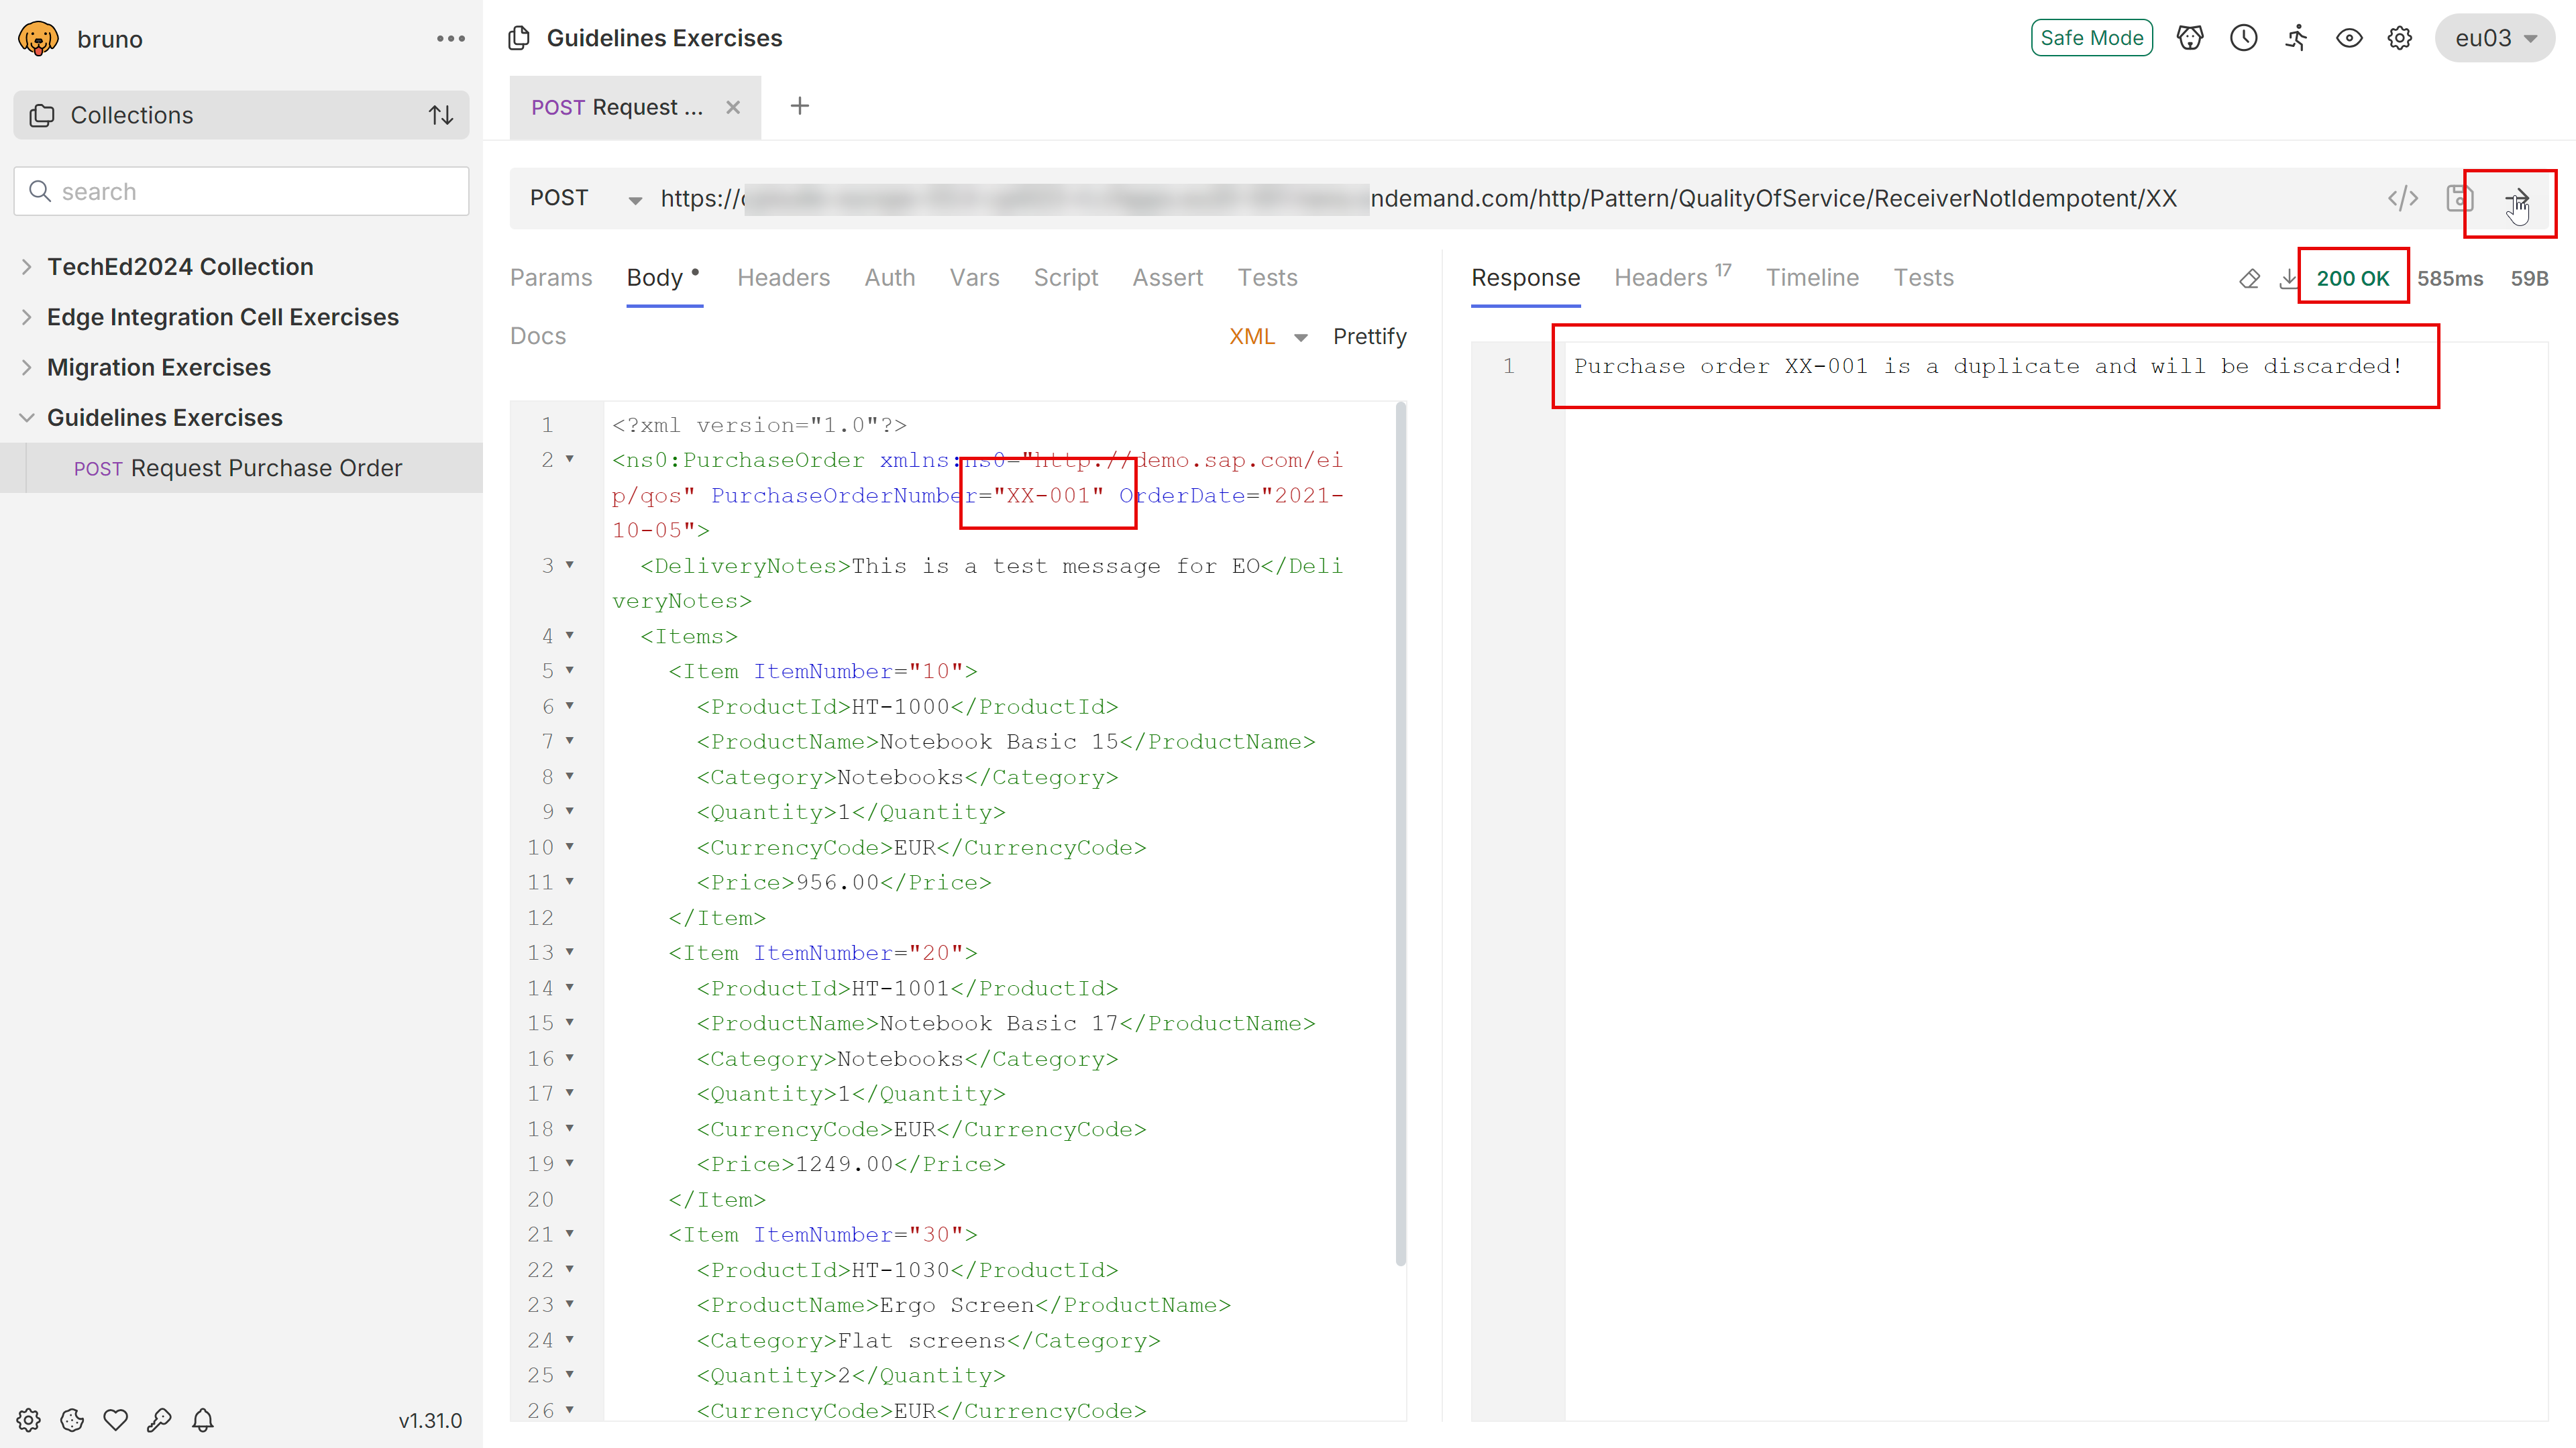 bruno
Collections
search
TechEd2024 Collection
Edge Integration Cell Exercises
Migration Exercises
Guidelines Exercises
POST Request Purchase Order
v1.31.0
Guidelines Exercises
Safe Mode
eu03
POST Request ...
POST
https://
ndemand.com/http/Pattern/QualityOfService/ReceiverNotIdempotent/XX
Params Body Headers Auth Vars Script Assert Tests
Docs
XML Prettify
1 <?xml version="1.0"?>
2 <ns0:PurchaseOrder xmlns:ns0="http://demo.sap.com/ei
p/qos" PurchaseOrderNumber="XX-001" OrderDate="2021-
10-05">
3 <DeliveryNotes>This is a test message for EO</Deli
veryNotes>
4 <Items>
5 <Item ItemNumber="10">
6 <ProductId>HT-1000</ProductId>
7 <ProductName>Notebook Basic 15</ProductName>
8 <Category>Notebooks</Category>
9 <Quantity>1</Quantity>
10 <CurrencyCode>EUR</CurrencyCode>
11 <Price>956.00</Price>
12 </Item>
13 <Item ItemNumber="20">
14 <ProductId>HT-1001</ProductId>
15 <ProductName>Notebook Basic 17</ProductName>
16 <Category>Notebooks</Category>
17 <Quantity>1</Quantity>
18 <CurrencyCode>EUR</CurrencyCode>
19 <Price>1249.00</Price>
20 </Item>
21 <Item ItemNumber="30">
22 <ProductId>HT-1030</ProductId>
23 <ProductName>Ergo Screen</ProductName>
24 <Category>Flat screens</Category>
25 <Quantity>2</Quantity>
26 <CurrencyCode>EUR</CurrencyCode>
Response Headers 17 Timeline Tests
200 OK 585ms 59B
1 Purchase order XX-001 is a duplicate and will be discarded!